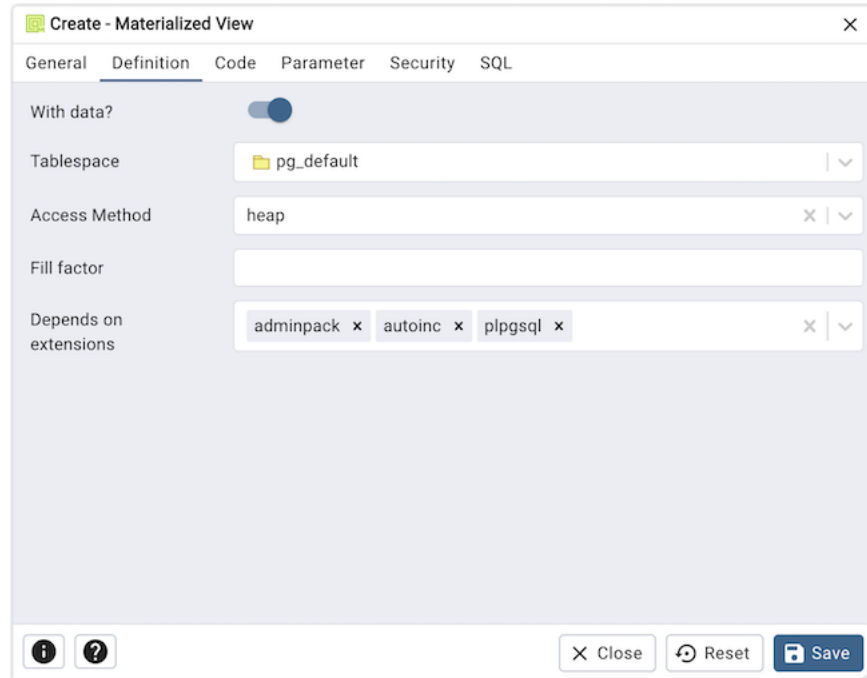 Create - Materialized View
General Definition Code Parameter Security SQL
With data?
Tablespace pg_default
Access Method heap
Fill factor
Depends on
extensions
adminpack autoinc plpgsql
Close Reset Save